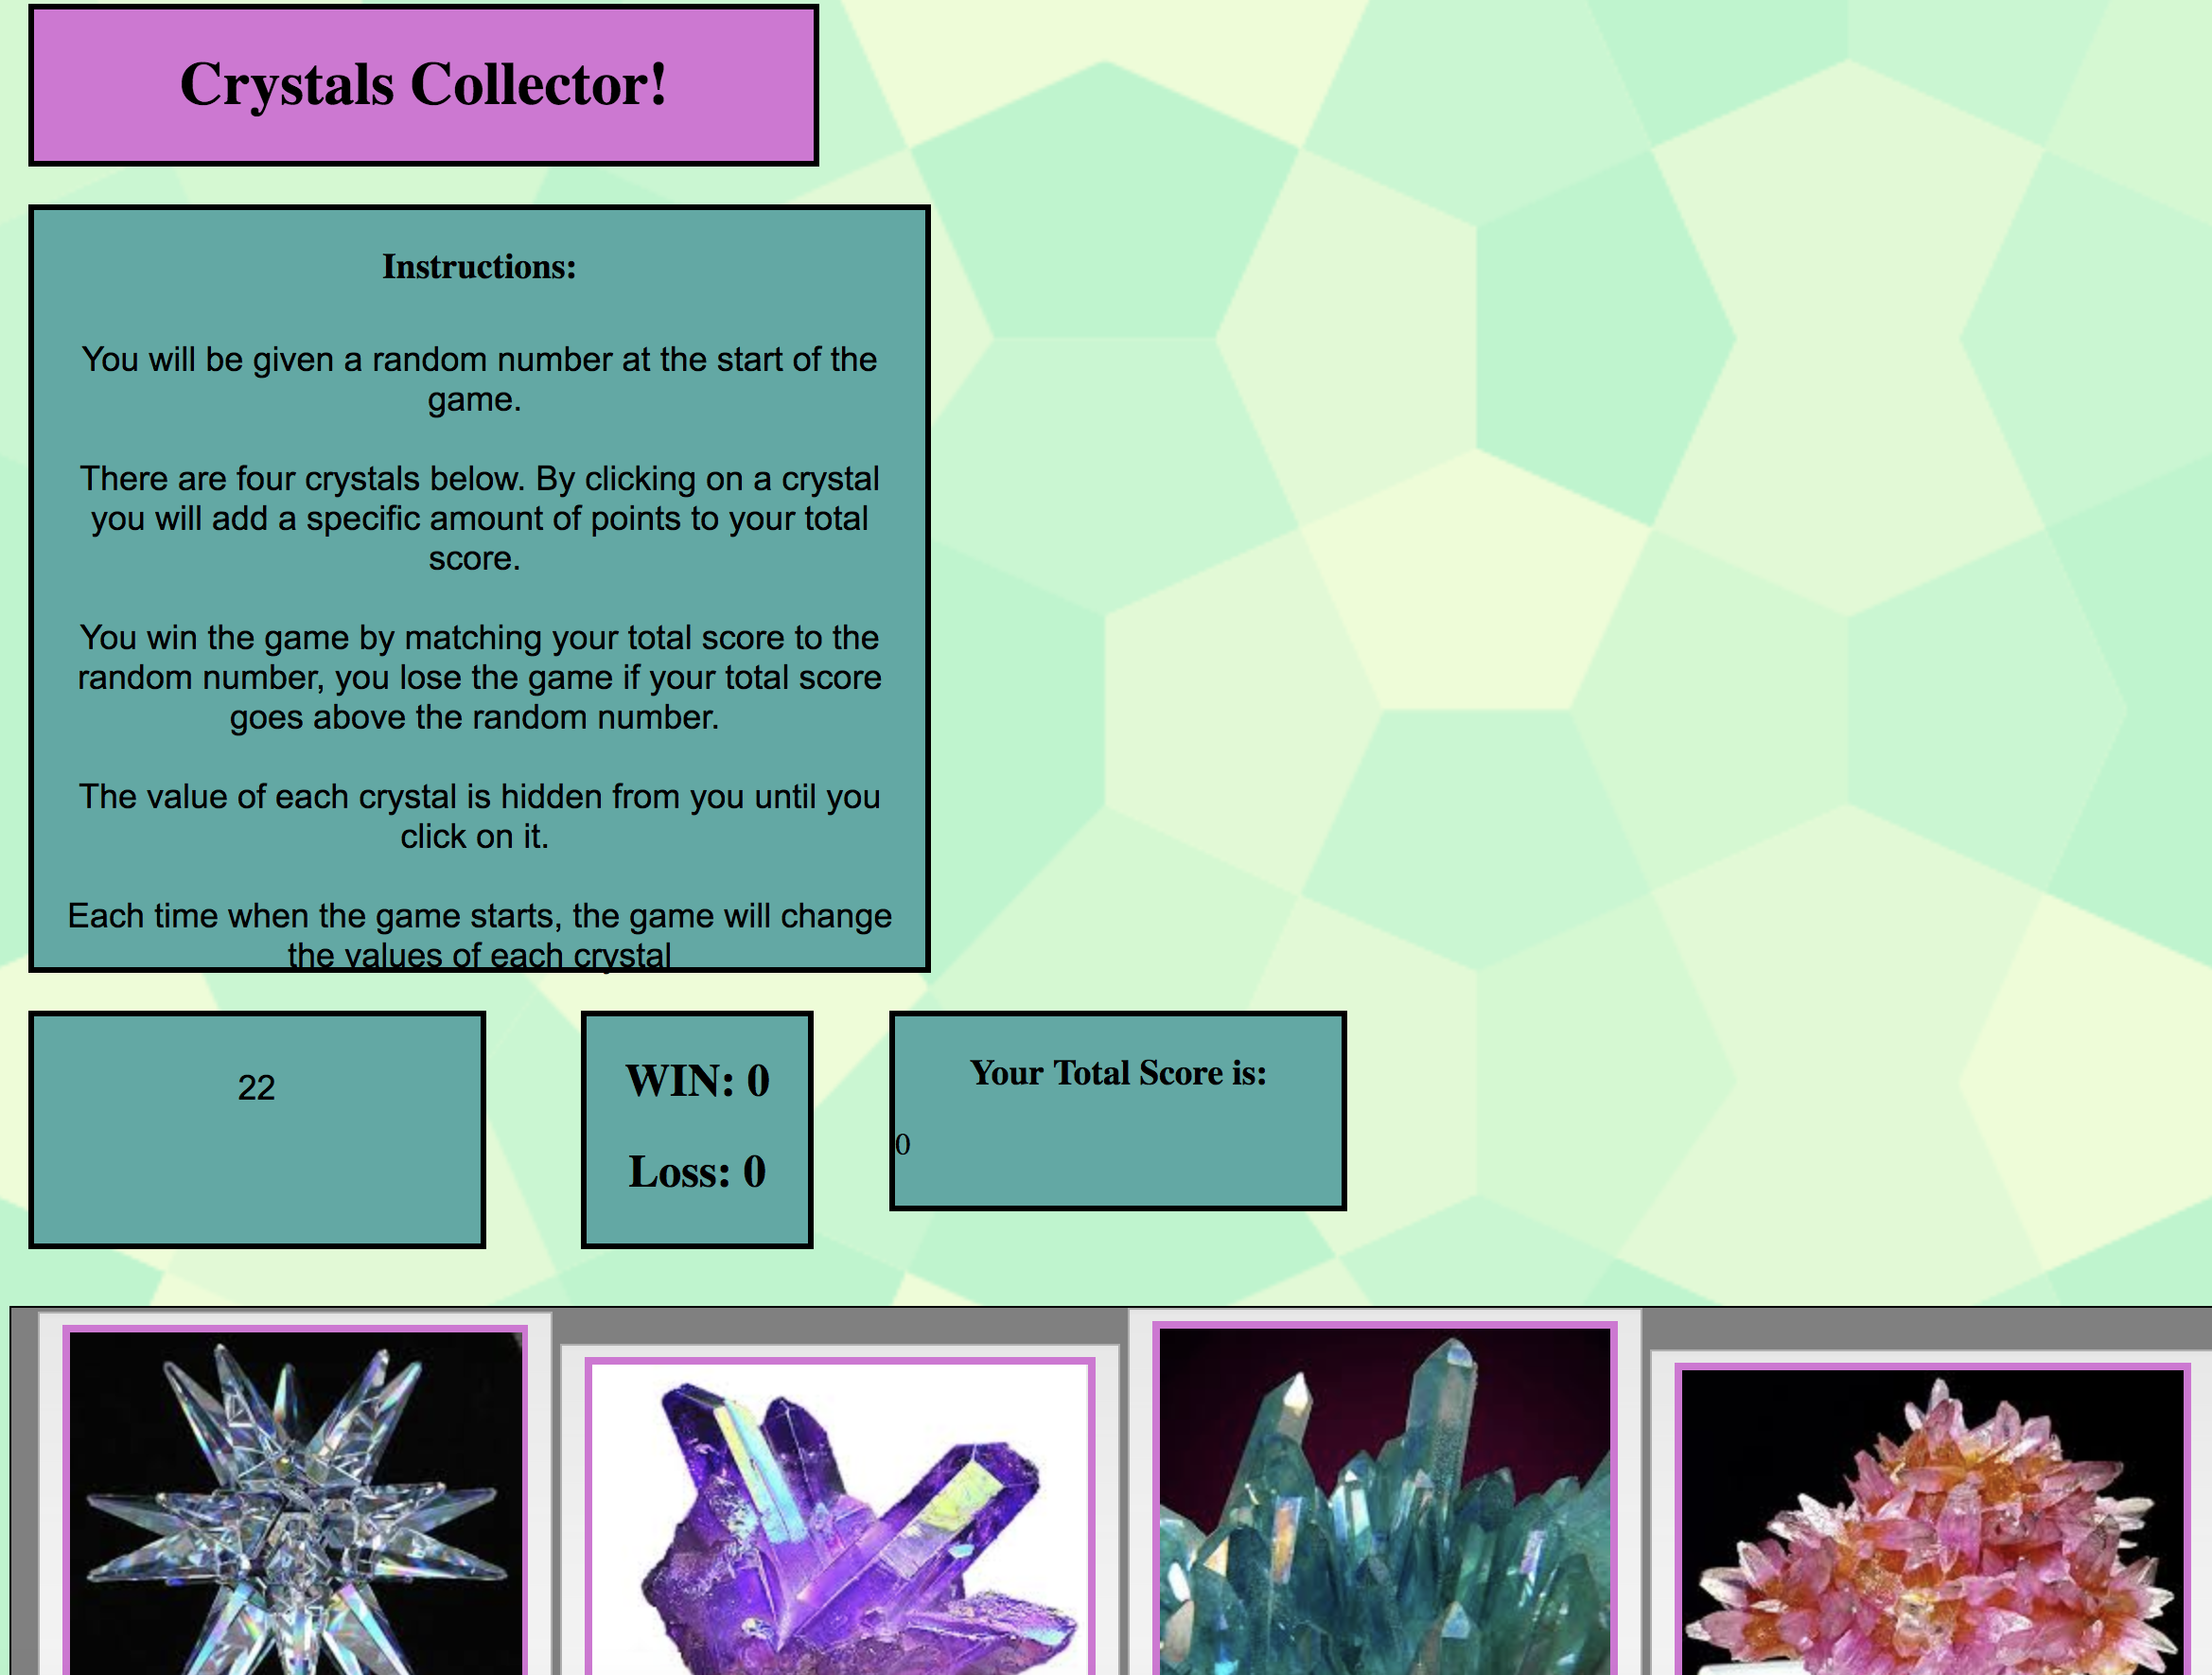 Crystals Collector!
Instructions:
You will be given a random number at the start of the
game.
There are four crystals below. By clicking on a crystal
you will add a specific amount of points to your total
score.
You win the game by matching your total score to the
random number, you lose the game if your total score
goes above the random number.
The value of each crystal is hidden from you until you
click on it.
Each time when the game starts, the game will change
the values of each crystal
22
WIN: 0
Loss: 0
Your Total Score is:
0